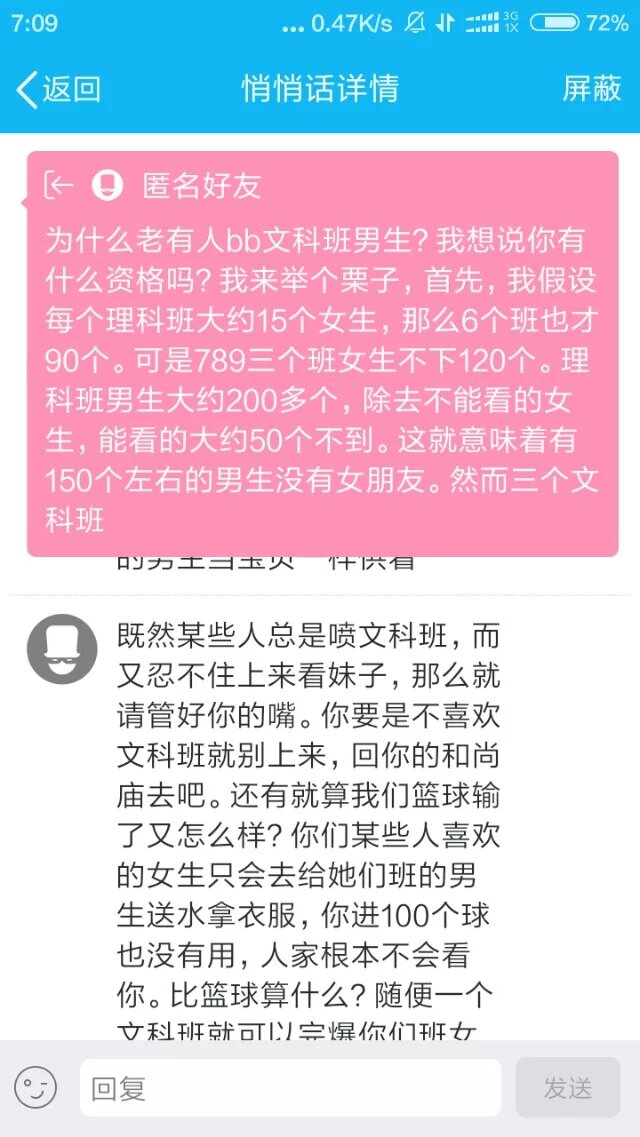 7:09
... 0.47K/s 3G 1X 72%
返回 悄悄话详情 屏蔽
匿名好友
为什么老有人bb文科班男生？我想说你有
什么资格吗？我来举个栗子，首先，我假设
每个理科班大约15个女生，那么6个班也才
90个。可是789三个班女生不下120个。理
科班男生大约200多个，除去不能看的女
生，能看的大约50个不到。这就意味着有
150个左右的男生没有女朋友。然而三个文
科班
的男生当宝贝一样供着
既然某些人总是喷文科班，而
又忍不住上来看妹子，那么就
请管好你的嘴。你要是不喜欢
文科班就别上来，回你的和尚
庙去吧。还有就算我们篮球输
了又怎么样？你们某些人喜欢
的女生只会去给她们班的男
生送水拿衣服，你进100个球
也没有用，人家根本不会看
你。比篮球算什么？随便一个
文科班就可以完爆你们班女
回复 发送